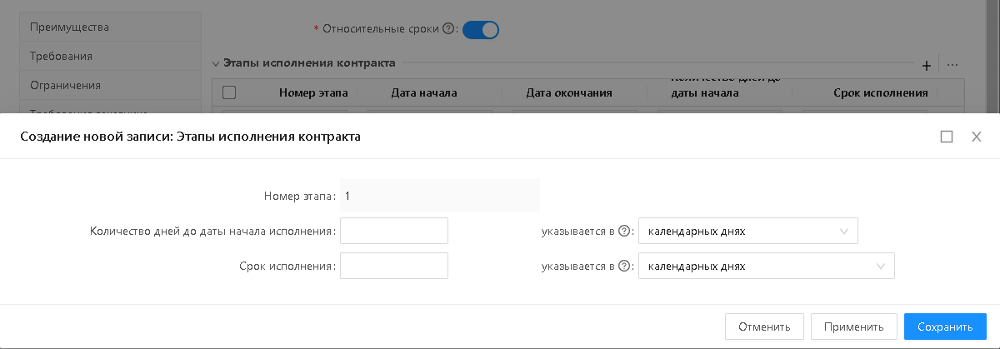 Преимущества
* Относительные сроки ?:
Требования
Этапы исполнения контракта
Ограничения
Номер этапа Дата начала Дата окончания Количество дней до даты начала Срок исполнения
Создание новой записи: Этапы исполнения контракта
Номер этапа: 1
Количество дней до даты начала исполнения: указывается в ?: календарных днях
Срок исполнения: указывается в ?: календарных днях
Отменить Применить Сохранить